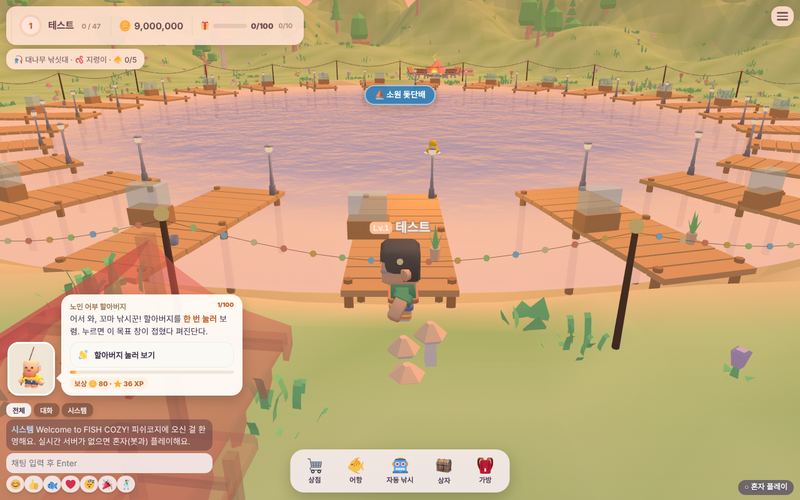 1 테스트 0 / 47 9,000,000 0/100 0/10
대나무 낚싯대 · 지렁이 · 0/5
소원 돛단배
Lv.1 테스트
노인 어부 할아버지 1/100
어서 와, 꼬마 낚시꾼! 할아버지를 한 번 눌러 보
렴. 누르면 이 목표 창이 접혔다 펴진단다.
할아버지 눌러 보기
보상 80 · 36 XP
전체 대화 시스템
시스템 Welcome to FISH COZY! 피쉬코지에 오신 걸 환
영해요. 실시간 서버가 없으면 혼자(봇과) 플레이해요.
채팅 입력 후 Enter
상점 어항 자동 낚시 상자 가방
혼자 플레이